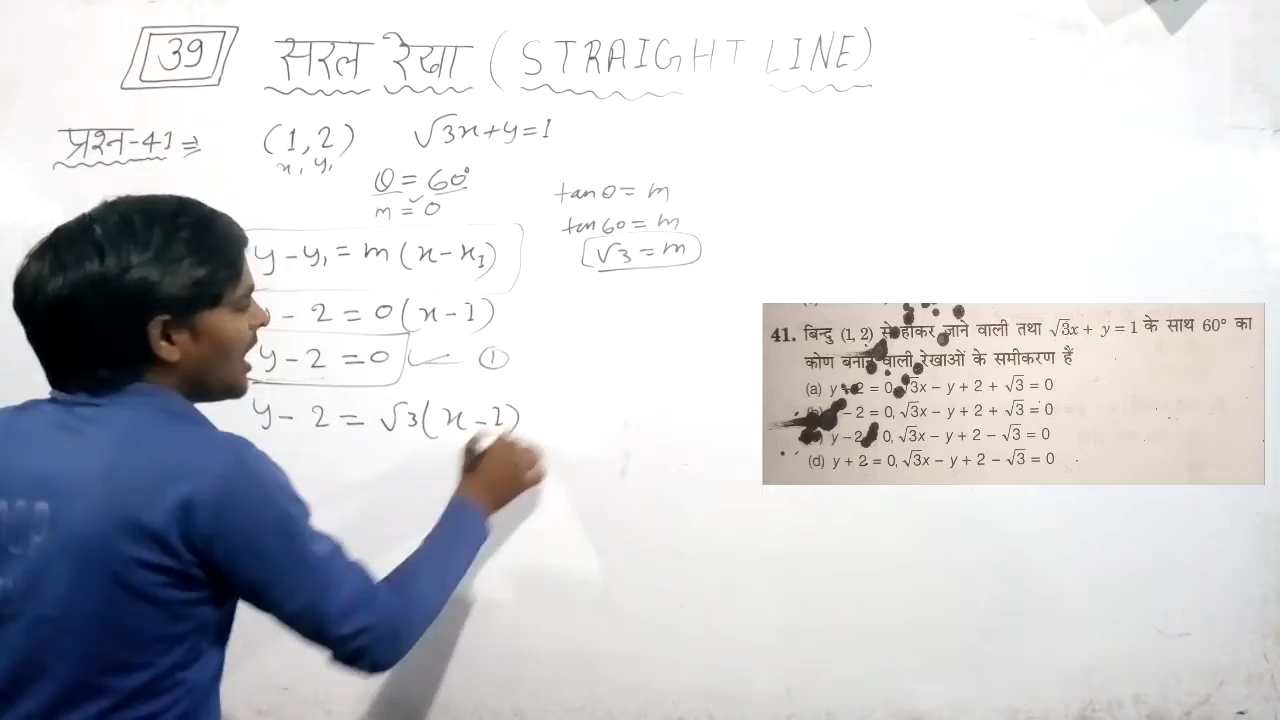 39 सरल रेखा (STRAIGHT LINE)
प्रश्न-41 ⇒ (1, 2) √3x+y=1
x, y,
θ = 60°
m = 0
tan θ = m
tan 60 = m
√3 = m
y - y₁ = m (x - x₁)
- 2 = 0 (x - 1)
y - 2 = 0 ①
y - 2 = √3 (x - 1)
41. बिन्दु (1, 2) से होकर जाने वाली तथा √3x + y = 1 के साथ 60° का
कोण बनाने वाली रेखाओं के समीकरण हैं
(a) y + 2 = 0, √3x − y + 2 + √3 = 0
− 2 = 0, √3x − y + 2 + √3 = 0
y − 2 0, √3x − y + 2 − √3 = 0
(d) y + 2 = 0, √3x − y + 2 − √3 = 0